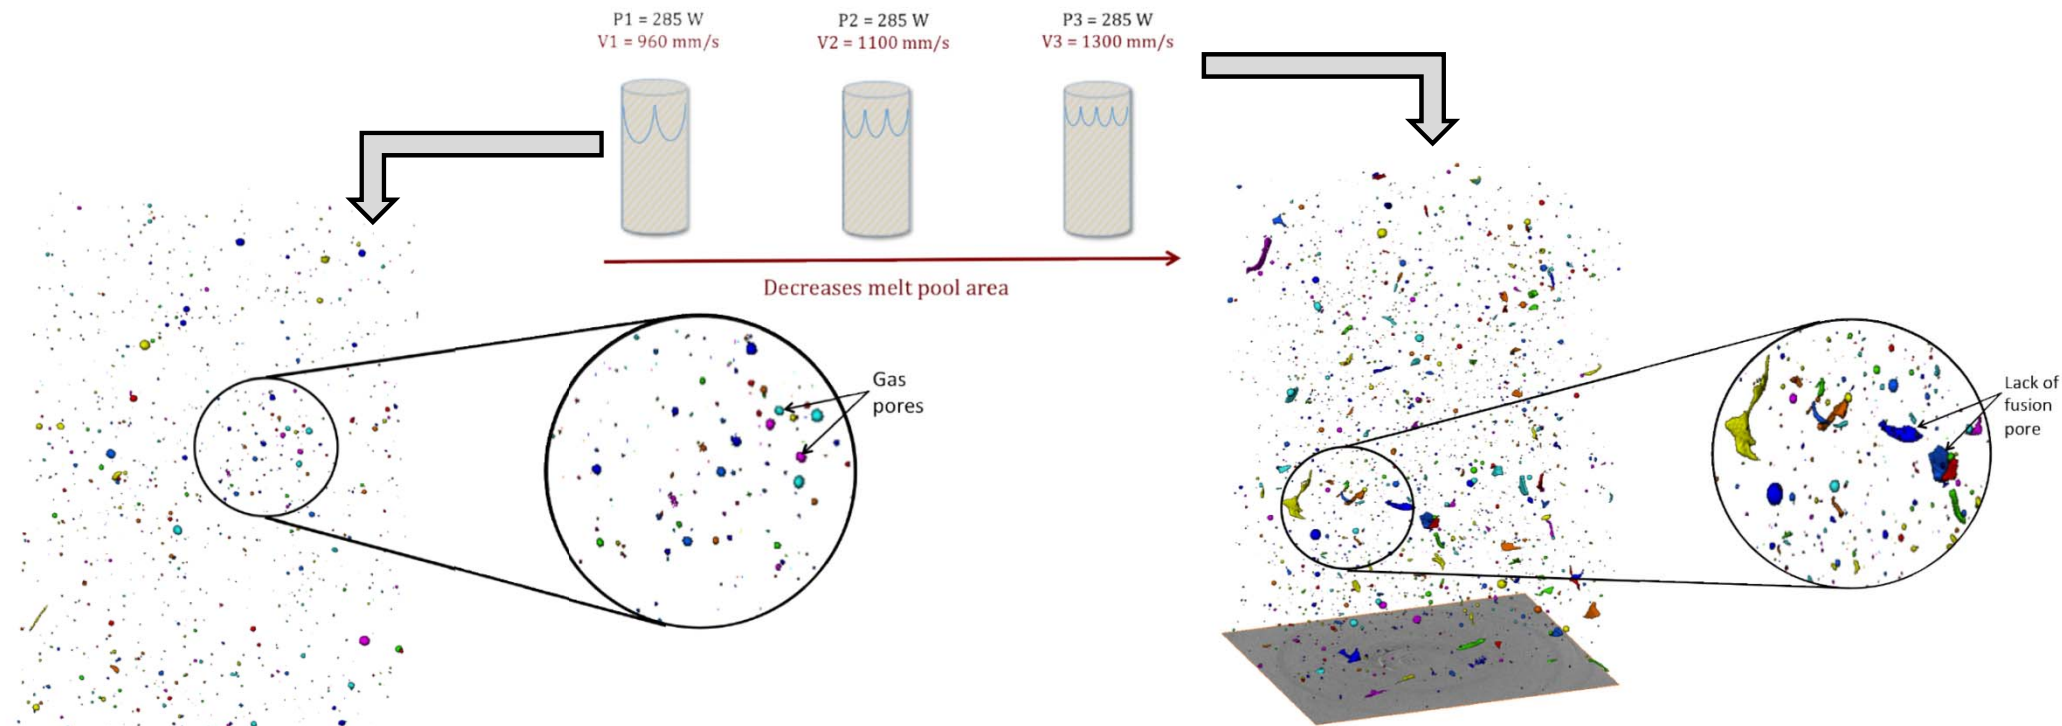 P1 = 285 W
V1 = 960 mm/s
P2 = 285 W
V2 = 1100 mm/s
P3 = 285 W
V3 = 1300 mm/s
Decreases melt pool area
Gas
pores
Lack of
fusion
pore